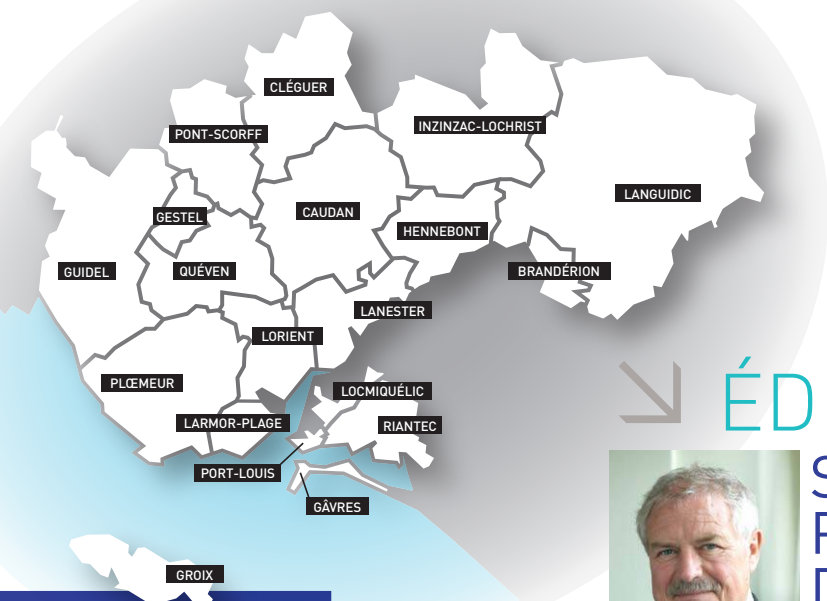 CLÉGUER
INZINZAC-LOCHRIST
PONT-SCORFF
LANGUIDIC
CAUDAN
GESTEL
HENNEBONT
GUIDEL
QUÉVEN
BRANDÉRION
LANESTER
LORIENT
PLŒMEUR
LOCMIQUÉLIC
LARMOR-PLAGE
RIANTEC
PORT-LOUIS
GÂVRES
GROIX
ÉD